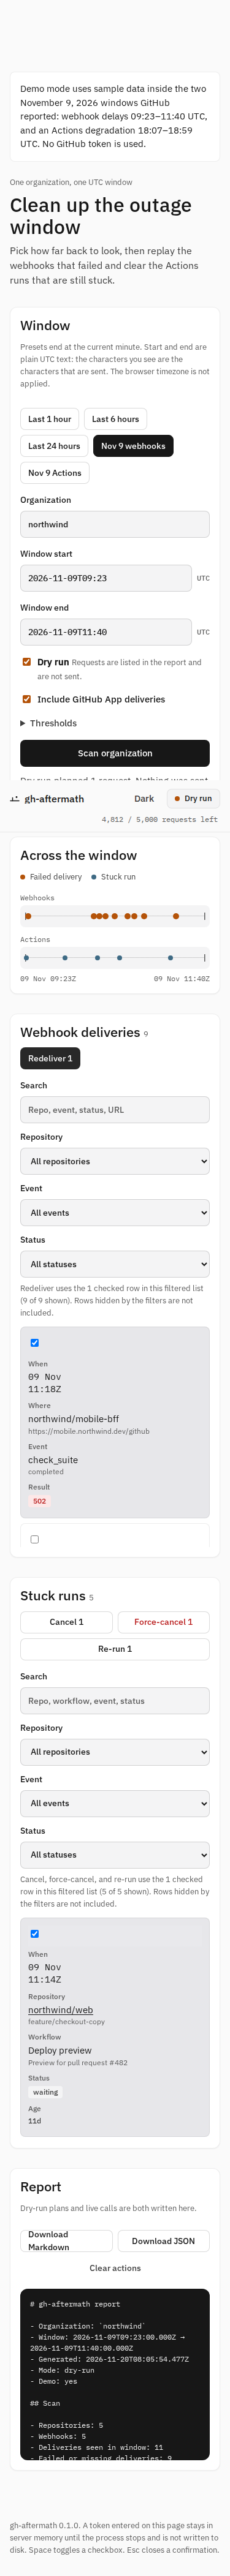 Demo mode uses sample data inside the two
November 9, 2026 windows GitHub
reported: webhook delays 09:23–11:40 UTC,
and an Actions degradation 18:07–18:59
UTC. No GitHub token is used.
One organization, one UTC window
Clean up the outage
window
Pick how far back to look, then replay the
webhooks that failed and clear the Actions
runs that are still stuck.
Window
Presets end at the current minute. Start and end are
plain UTC text: the characters you see are the
characters that are sent. The browser timezone is not
applied.
Last 1 hour
Last 6 hours
Last 24 hours
Nov 9 webhooks
Nov 9 Actions
Organization
northwind
Window start
2026-11-09T09:23
UTC
Window end
2026-11-09T11:40
UTC
Dry run Requests are listed in the report and
are not sent.
Include GitHub App deliveries
Thresholds
Scan organization
gh-aftermath
Dark
Dry run
4,812 / 5,000 requests left
Across the window
Failed delivery
Stuck run
Webhooks
Actions
09 Nov 09:23Z
09 Nov 11:40Z
Webhook deliveries 9
Redeliver 1
Search
Repo, event, status, URL
Repository
All repositories
Event
All events
Status
All statuses
Redeliver uses the 1 checked row in this filtered list
(9 of 9 shown). Rows hidden by the filters are not
included.
When
09 Nov
11:18Z
Where
northwind/mobile-bff
https://mobile.northwind.dev/github
Event
check_suite
completed
Result
502
Stuck runs 5
Cancel 1
Force-cancel 1
Re-run 1
Search
Repo, workflow, event, status
Repository
All repositories
Event
All events
Status
All statuses
Cancel, force-cancel, and re-run use the 1 checked
row in this filtered list (5 of 5 shown). Rows hidden by
the filters are not included.
When
09 Nov
11:14Z
Repository
northwind/web
feature/checkout-copy
Workflow
Deploy preview
Preview for pull request #482
Status
waiting
Age
11d
Report
Dry-run plans and live calls are both written here.
Download
Markdown
Download JSON
Clear actions
# gh-aftermath report
- Organization: `northwind`
- Window: 2026-11-09T09:23:00.000Z →
2026-11-09T11:40:00.000Z
- Generated: 2026-11-20T08:05:54.477Z
- Mode: dry-run
- Demo: yes
## Scan
- Repositories: 5
- Webhooks: 5
- Deliveries seen in window: 11
- Failed or missing deliveries: 9
gh-aftermath 0.1.0. A token entered on this page stays in
server memory until the process stops and is not written to
disk. Space toggles a checkbox. Esc closes a confirmation.